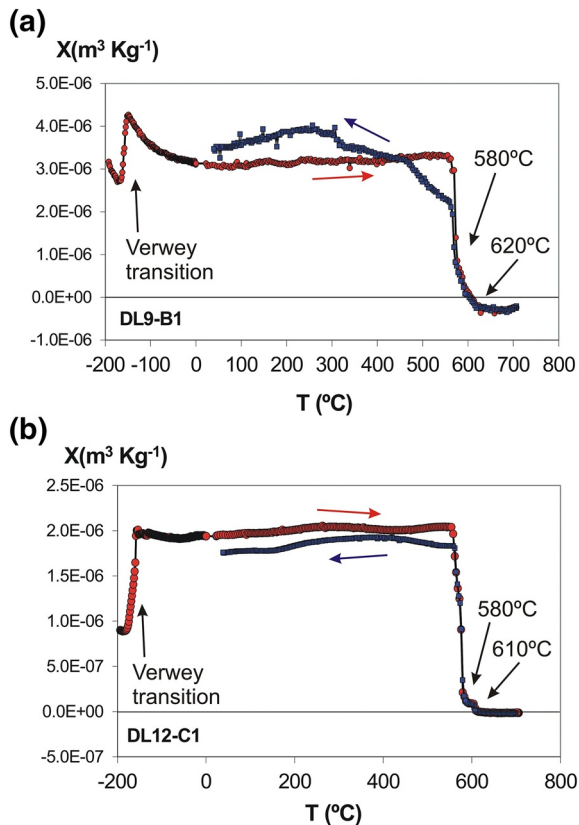 (a)
X(m³ Kg⁻¹)
5.0E-06
4.0E-06
3.0E-06
2.0E-06
1.0E-06
0.0E+00
-1.0E-06
580ºC
620ºC
Verwey
transition
DL9-B1
-200 -100 0 100 200 300 400 500 600 700 800
T (ºC)
(b)
X(m³ Kg⁻¹)
2.5E-06
2.0E-06
1.5E-06
1.0E-06
5.0E-07
0.0E+00
-5.0E-07
580ºC
610ºC
Verwey
transition
DL12-C1
-200 0 200 400 600 800
T (ºC)